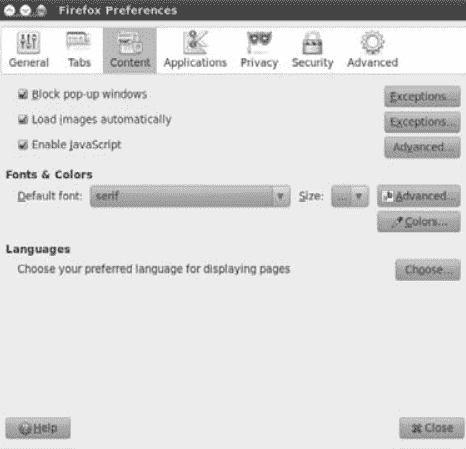 Firefox Preferences
General Tabs Content Applications Privacy Security Advanced
Block pop-up windows Exceptions...
Load images automatically Exceptions...
Enable JavaScript Advanced...
Fonts & Colors
Default font: serif Size: ... Advanced...
Colors...
Languages
Choose your preferred language for displaying pages Choose...
Help Close